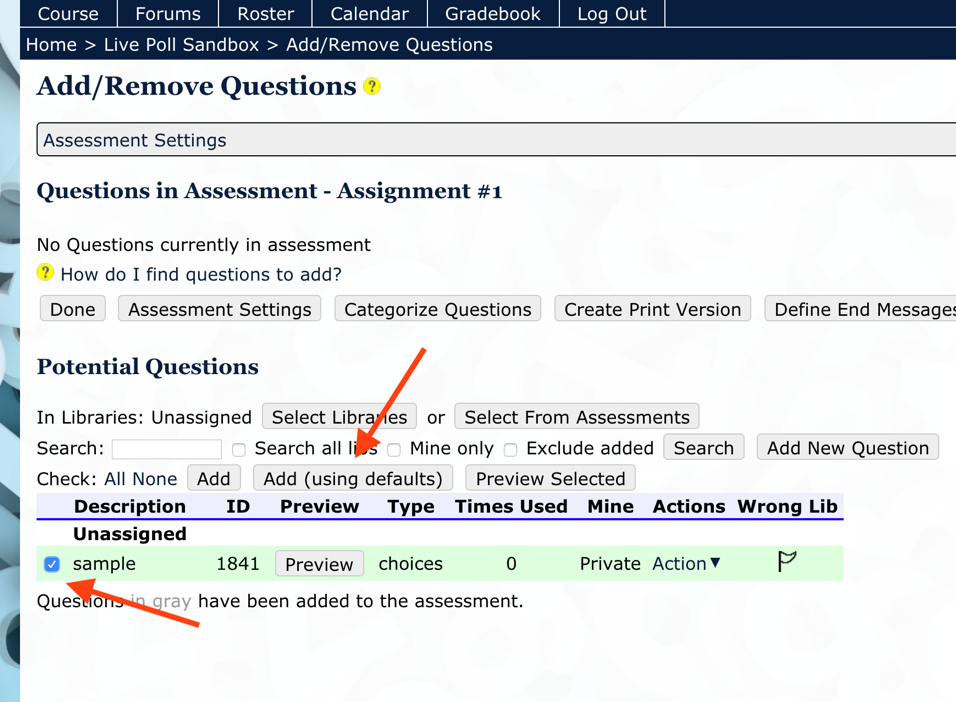 Course Forums Roster Calendar Gradebook Log Out
Home > Live Poll Sandbox > Add/Remove Questions
Add/Remove Questions ?
Assessment Settings
Questions in Assessment - Assignment #1
No Questions currently in assessment
? How do I find questions to add?
Done Assessment Settings Categorize Questions Create Print Version Define End Messages
Potential Questions
In Libraries: Unassigned Select Libraries or Select From Assessments
Search: Search all libs Mine only Exclude added Search Add New Question
Check: All None Add Add (using defaults) Preview Selected
Description ID Preview Type Times Used Mine Actions Wrong Lib
Unassigned
sample 1841 Preview choices 0 Private Action▼
Questions in gray have been added to the assessment.